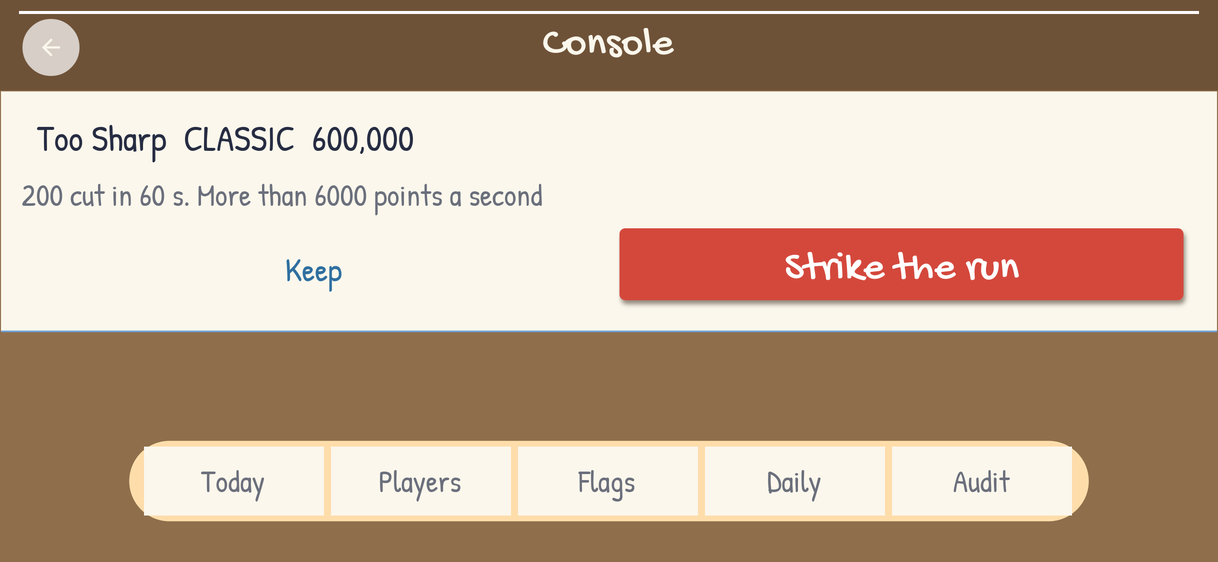 Console
Too Sharp CLASSIC 600,000
200 cut in 60 s. More than 6000 points a second
Keep
Strike the run
Today Players Flags Daily Audit